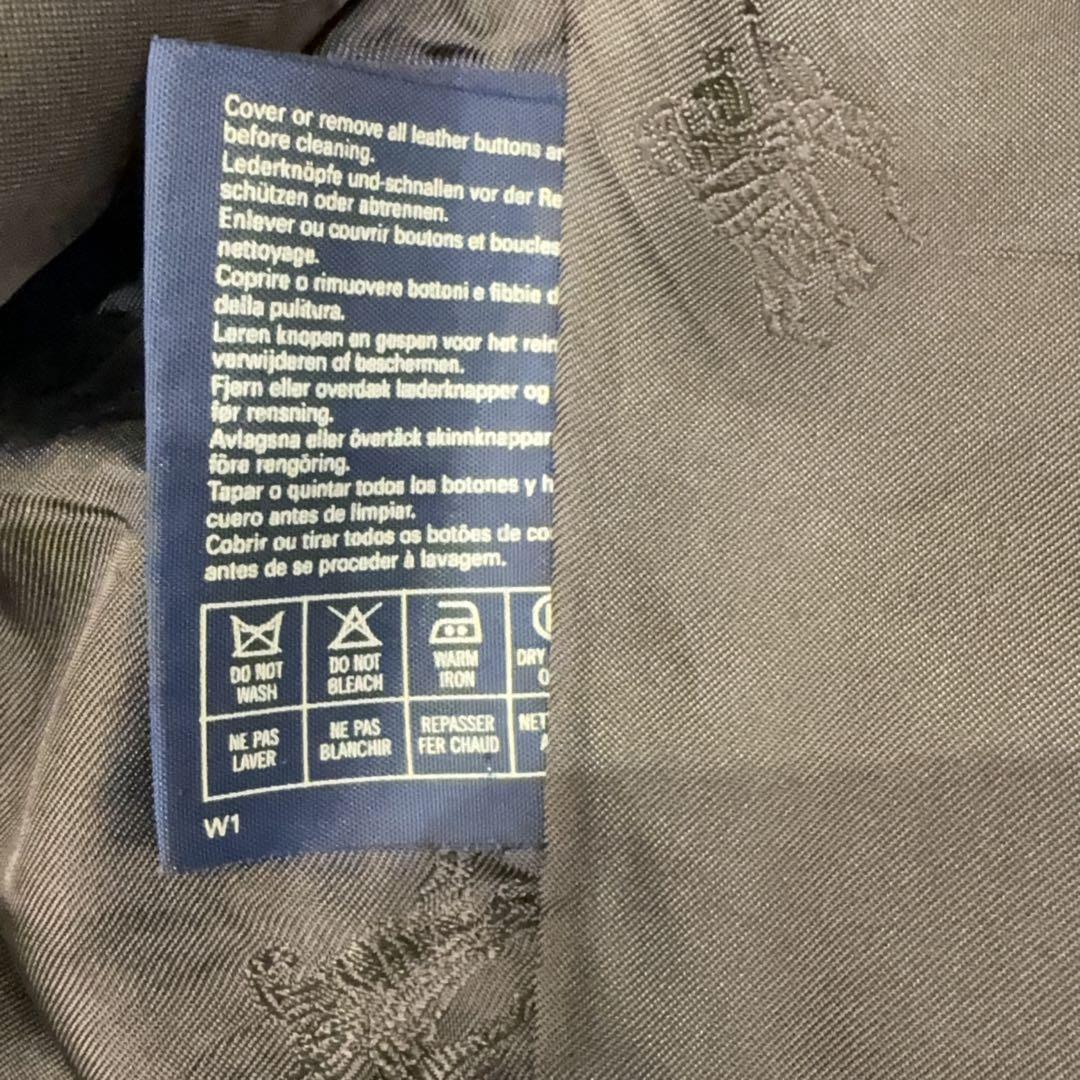 Cover or remove all leather buttons an
before cleaning.
Lederknöpfe und-schnallen vor der Re
schützen oder abtrennen.
Enlever ou couvrir boutons et boucles
nettoyage.
Coprire o rimuovere bottoni e fibbie d
della pulitura.
Leren knopen en gespen voor het rein
verwijderen of beschermen.
Fjern eller overdæk læderknapper og
før rensning.
Avlagsna eller övertäck skinnknappar
före rengöring.
Tapar o quintar todos los botones y h
cuero antes de limpiar.
Cobrir ou tirar todos os botões de co
antes de se proceder à lavagem.
DO NOT
WASH
DO NOT
BLEACH
WARM
IRON
DRY
O
NE PAS
LAVER
NE PAS
BLANCHIR
REPASSER
FER CHAUD
NET
W1